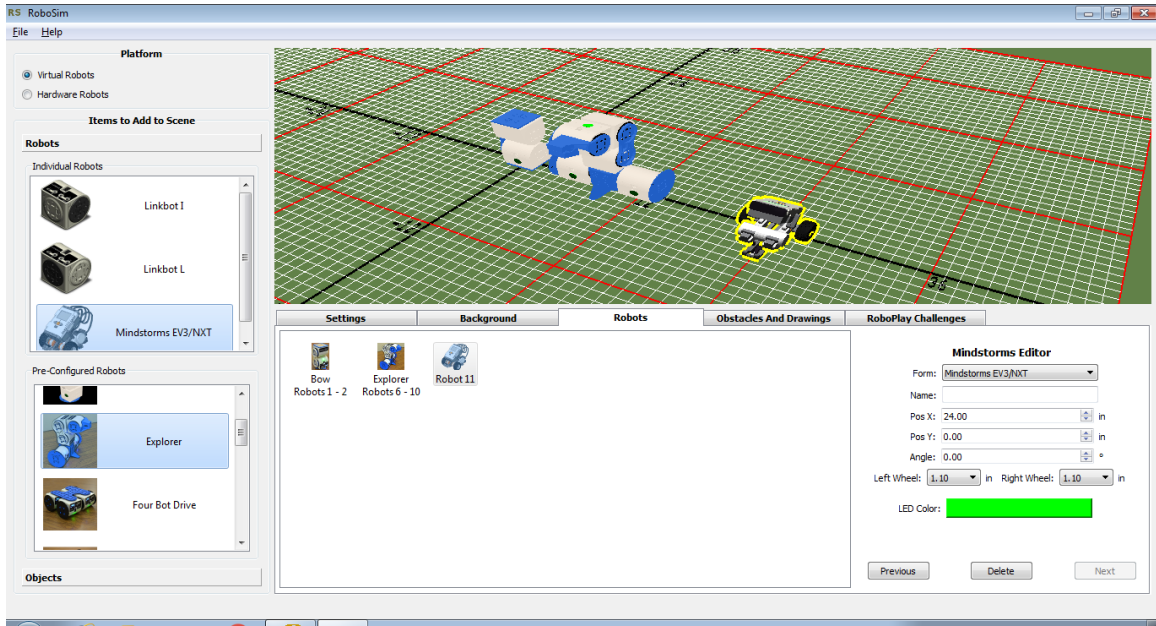 RS RoboSim
File Help
Platform
Virtual Robots
Hardware Robots
Items to Add to Scene
Robots
Individual Robots
Linkbot I
Linkbot L
Mindstorms EV3/NXT
Pre-Configured Robots
Explorer
Four Bot Drive
Objects
Settings Background Robots Obstacles And Drawings RoboPlay Challenges
Bow Explorer Robot 11
Robots 1 - 2 Robots 6 - 10
Mindstorms Editor
Form: Mindstorms EV3/NXT
Name:
Pos X: 24.00 in
Pos Y: 0.00 in
Angle: 0.00 °
Left Wheel: 1.10 in Right Wheel: 1.10 in
LED Color:
Previous Delete Next